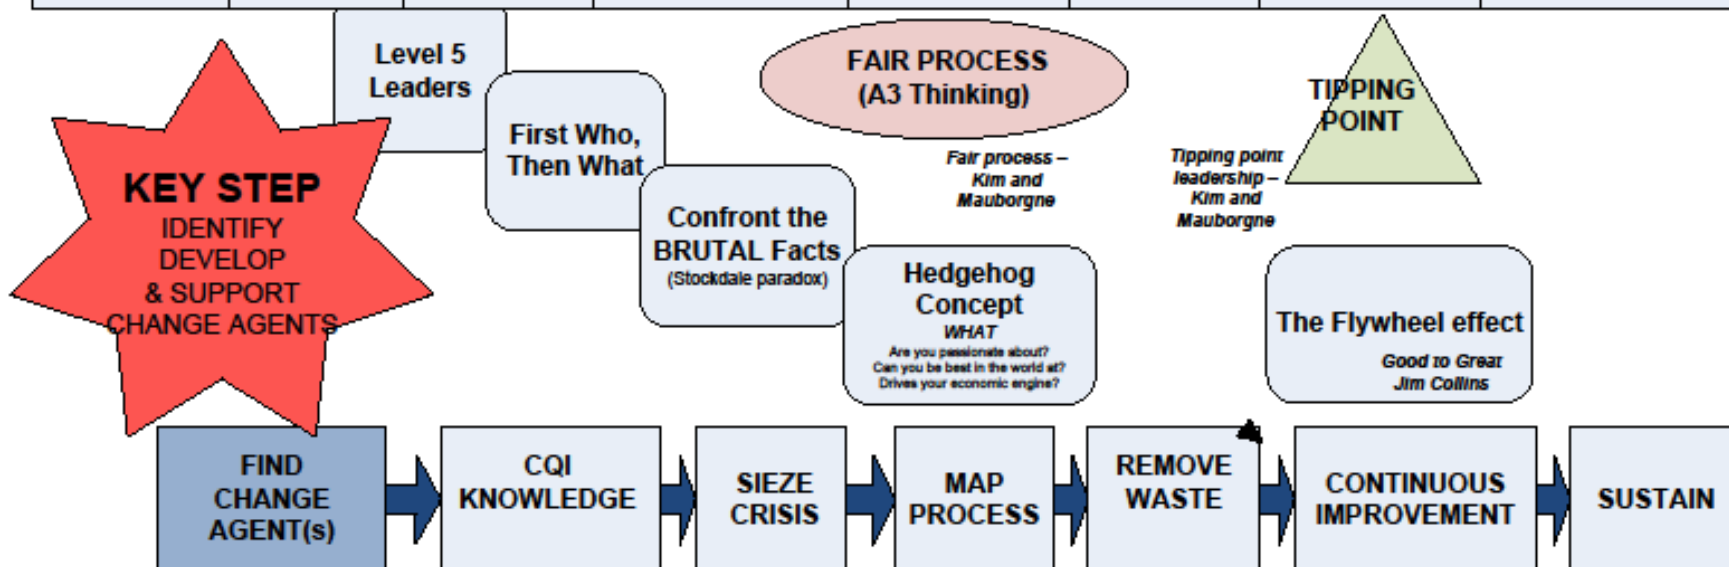 Level 5
Leaders
First Who,
Then What
Confront the
BRUTAL Facts
(Stockdale paradox)
Hedgehog
Concept
WHAT
Are you passionate about?
Can you be best in the world at?
Drives your economic engine?
FAIR PROCESS
(A3 Thinking)
Fair process –
Kim and
Mauborgne
TIPPING
POINT
Tipping point
leadership –
Kim and
Mauborgne
The Flywheel effect
Good to Great
Jim Collins
KEY STEP
IDENTIFY
DEVELOP
& SUPPORT
CHANGE AGENTS
FIND
CHANGE
AGENT(s)
CQI
KNOWLEDGE
SIEZE
CRISIS
MAP
PROCESS
REMOVE
WASTE
CONTINUOUS
IMPROVEMENT
SUSTAIN